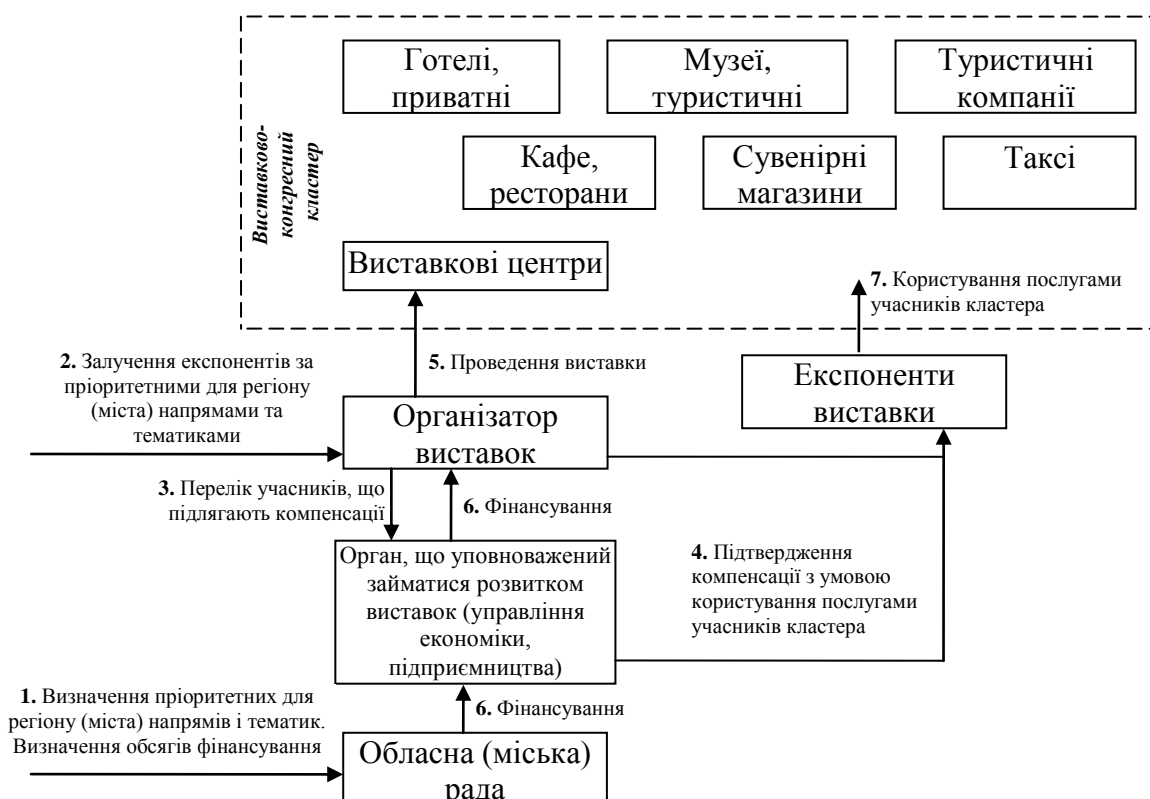 Готелі,
приватні
Музеї,
туристичні
Туристичні
компанії
Виставково-
конгресний
кластер
Кафе,
ресторани
Сувенірні
магазини
Таксі
Виставкові центри
7. Користування послугами
учасників кластера
2. Залучення експонентів за
пріоритетними для регіону
(міста) напрямами та
тематиками
5. Проведення виставки
Експоненти
виставки
Організатор
виставок
3. Перелік учасників, що
підлягають компенсації
6. Фінансування
Орган, що уповноважений
займатися розвитком
виставок (управління
економіки,
підприємництва)
4. Підтвердження
компенсації з умовою
користування послугами
учасників кластера
1. Визначення пріоритетних для
регіону (міста) напрямів і тематик.
Визначення обсягів фінансування
6. Фінансування
Обласна (міська)
рада